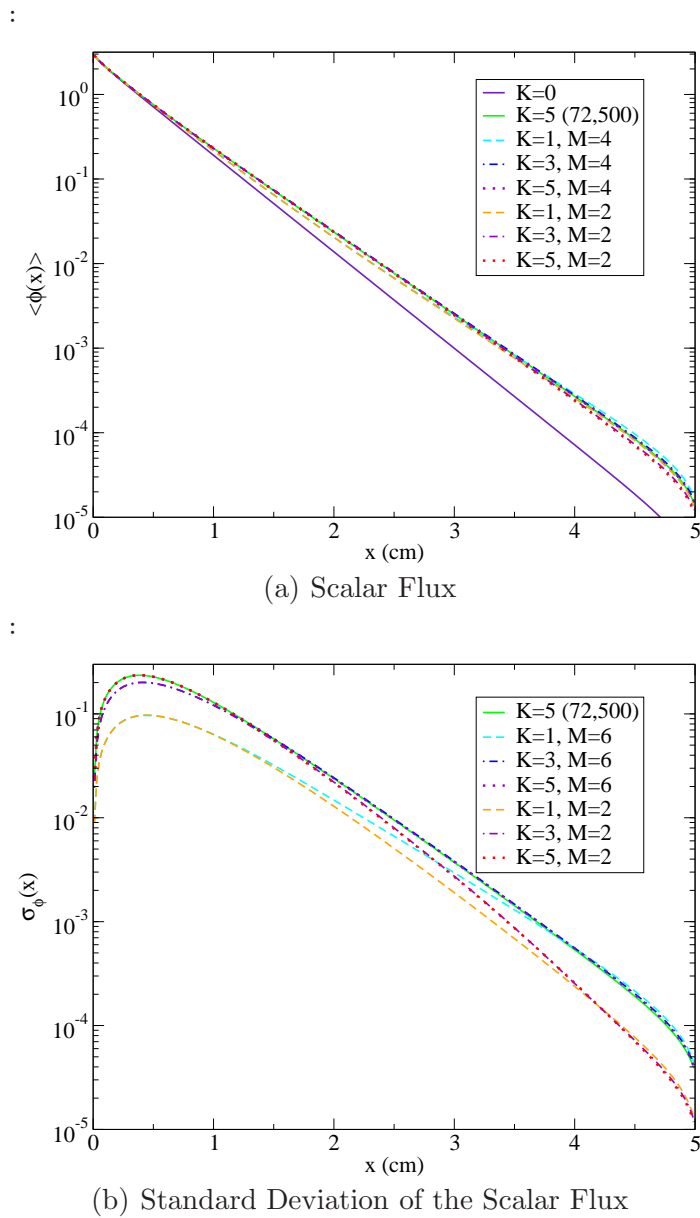 :
10^0
10^-1
10^-2
10^-3
10^-4
10^-5
<ϕ(x)>
K=0
K=5 (72,500)
K=1, M=4
K=3, M=4
K=5, M=4
K=1, M=2
K=3, M=2
K=5, M=2
0 1 2 3 4 5
x (cm)
(a) Scalar Flux
:
10^-1
10^-2
10^-3
10^-4
10^-5
σ_ϕ(x)
K=5 (72,500)
K=1, M=6
K=3, M=6
K=5, M=6
K=1, M=2
K=3, M=2
K=5, M=2
0 1 2 3 4 5
x (cm)
(b) Standard Deviation of the Scalar Flux